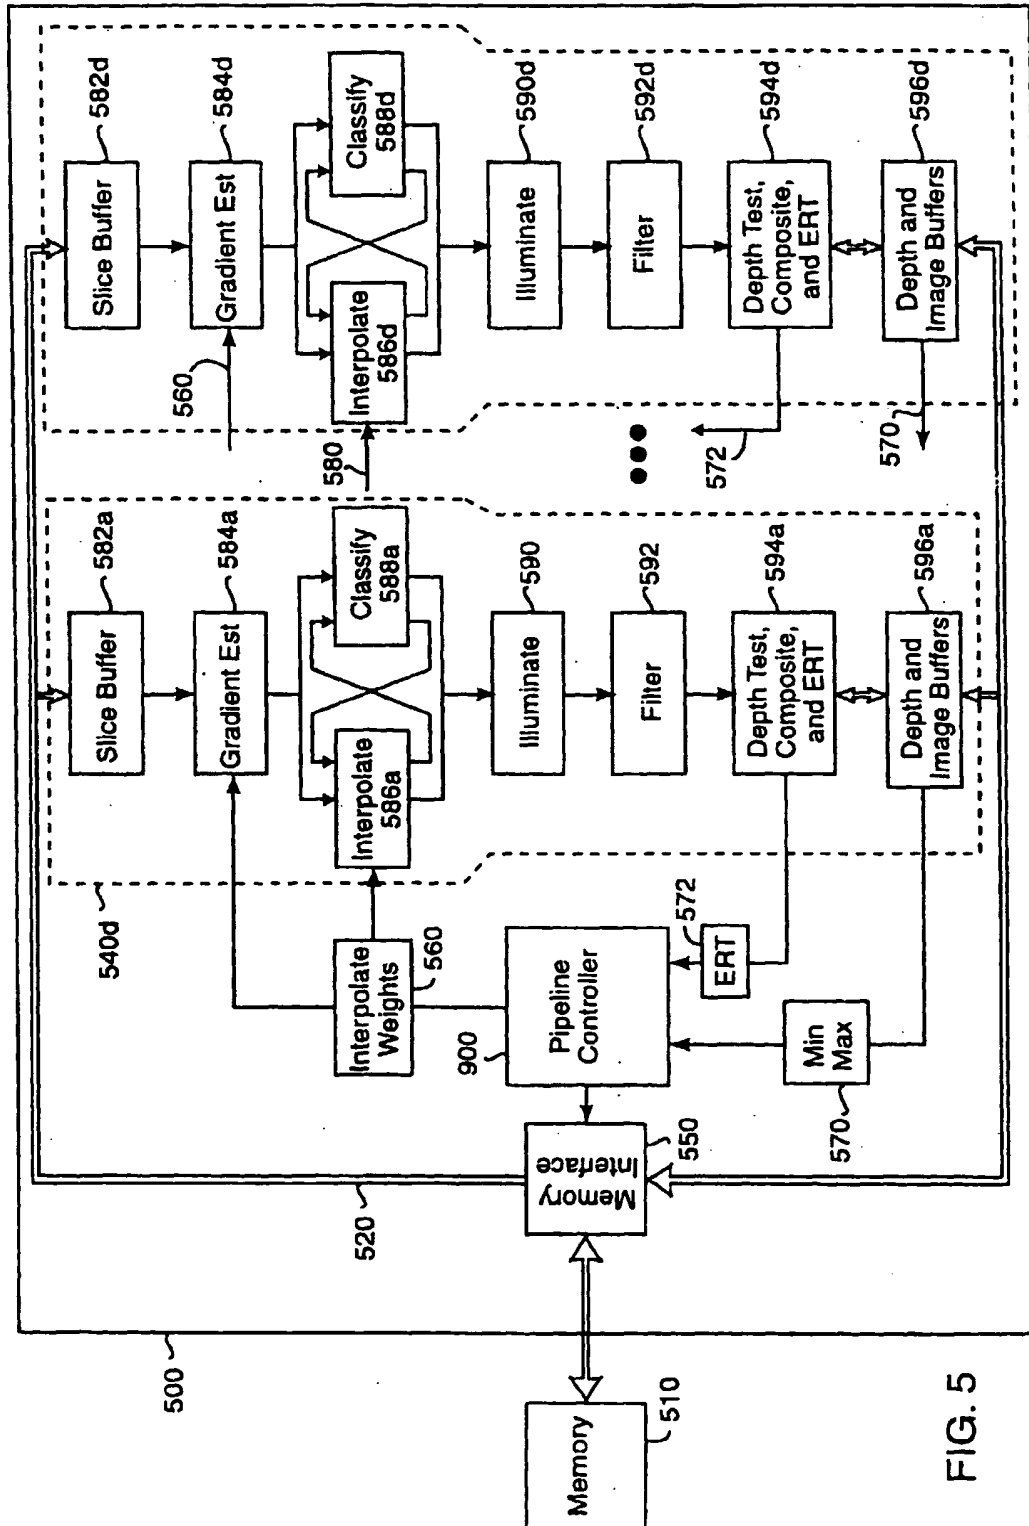 582d
Slice Buffer
584d
Gradient Est
560
Classify
588d
Interpolate
586d
580
590d
Illuminate
592d
Filter
594d
Depth Test,
Composite,
and ERT
572
596d
Depth and
Image Buffers
570
582a
Slice Buffer
584a
Gradient Est
Classify
588a
Interpolate
586a
590
Illuminate
592
Filter
594a
Depth Test,
Composite,
and ERT
596a
Depth and
Image Buffers
540d
Interpolate
Weights
560
Pipeline
Controller
900
572
ERT
Min
Max
570
Memory
Interface
550
520
500
Memory
510
FIG. 5